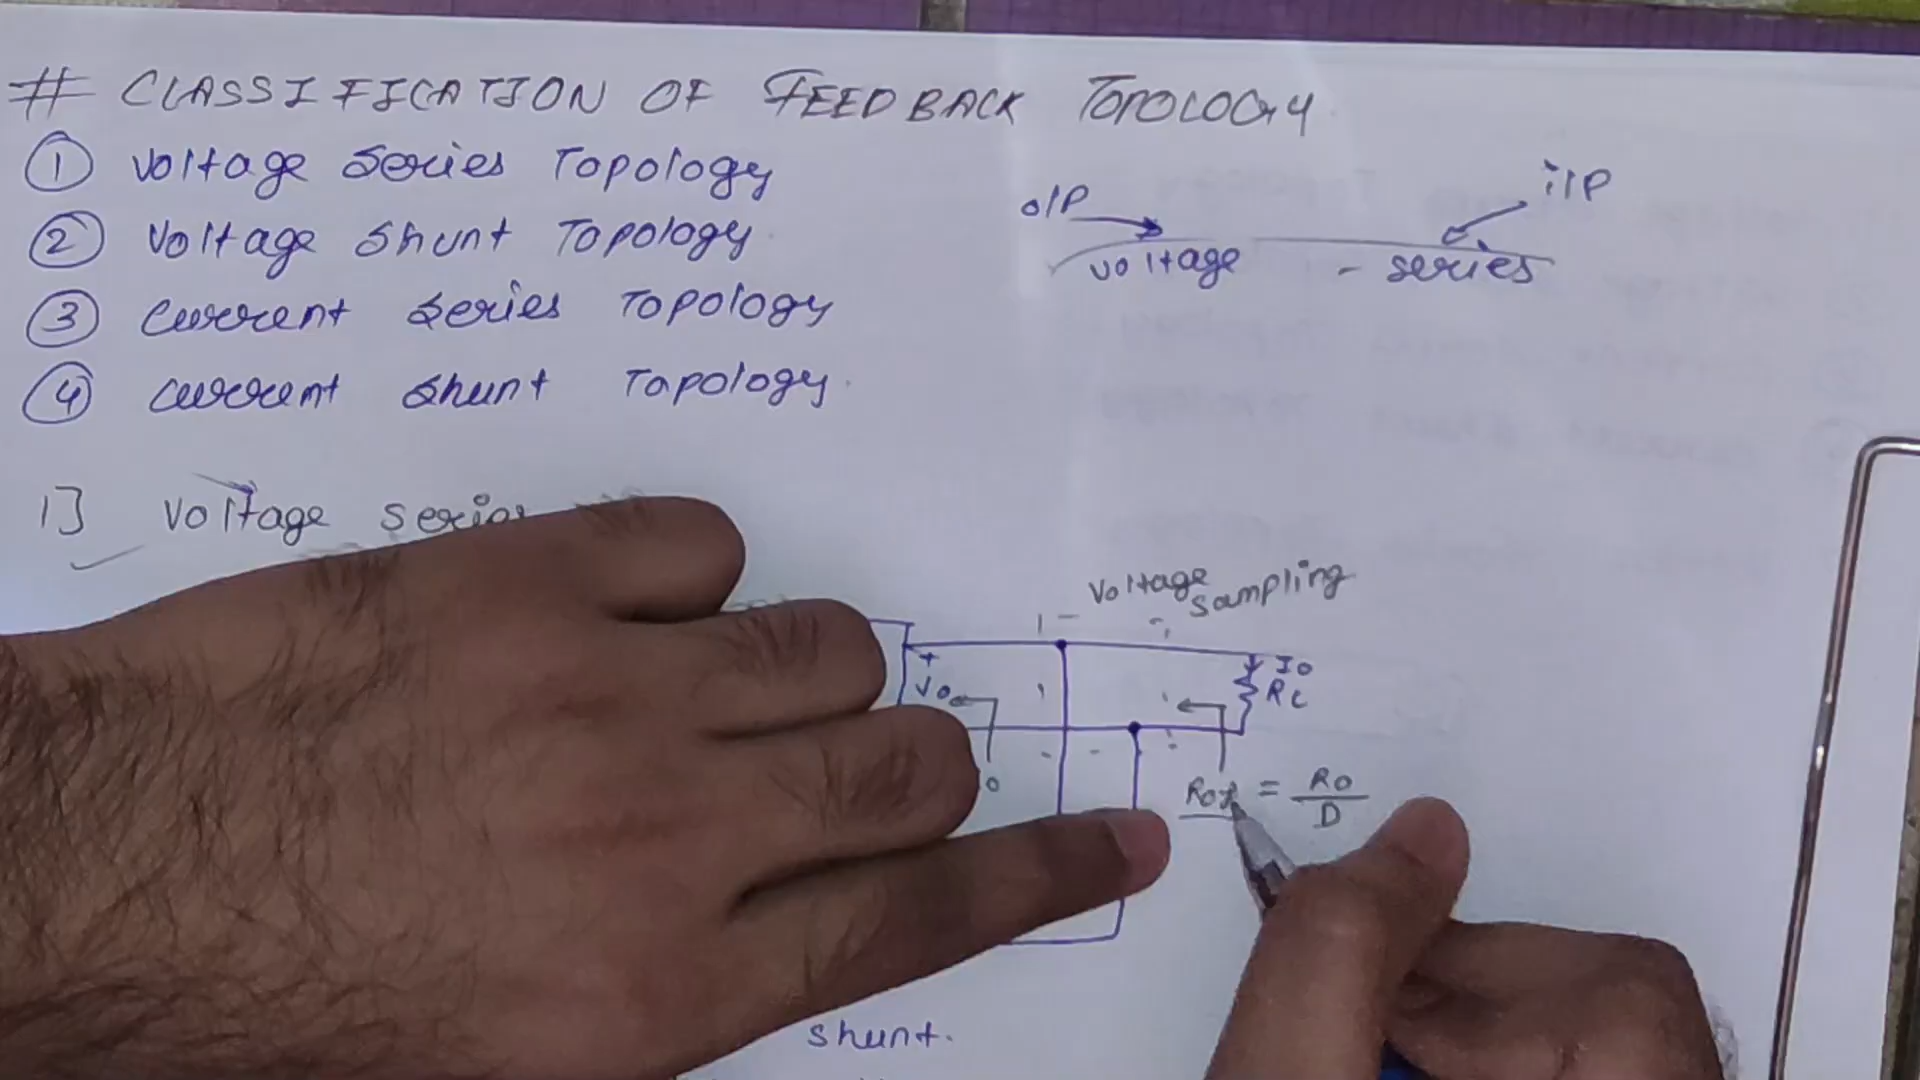 # CLASSIFICATION OF FEEDBACK TOPOLOGY
① Voltage Series Topology
② Voltage Shunt Topology
③ Current Series Topology
④ Current Shunt Topology.
O/P i/P
voltage - series
1] Voltage series
Voltage
Sampling
+
Vo
Io
RL
Rof = Ro
D
shunt.